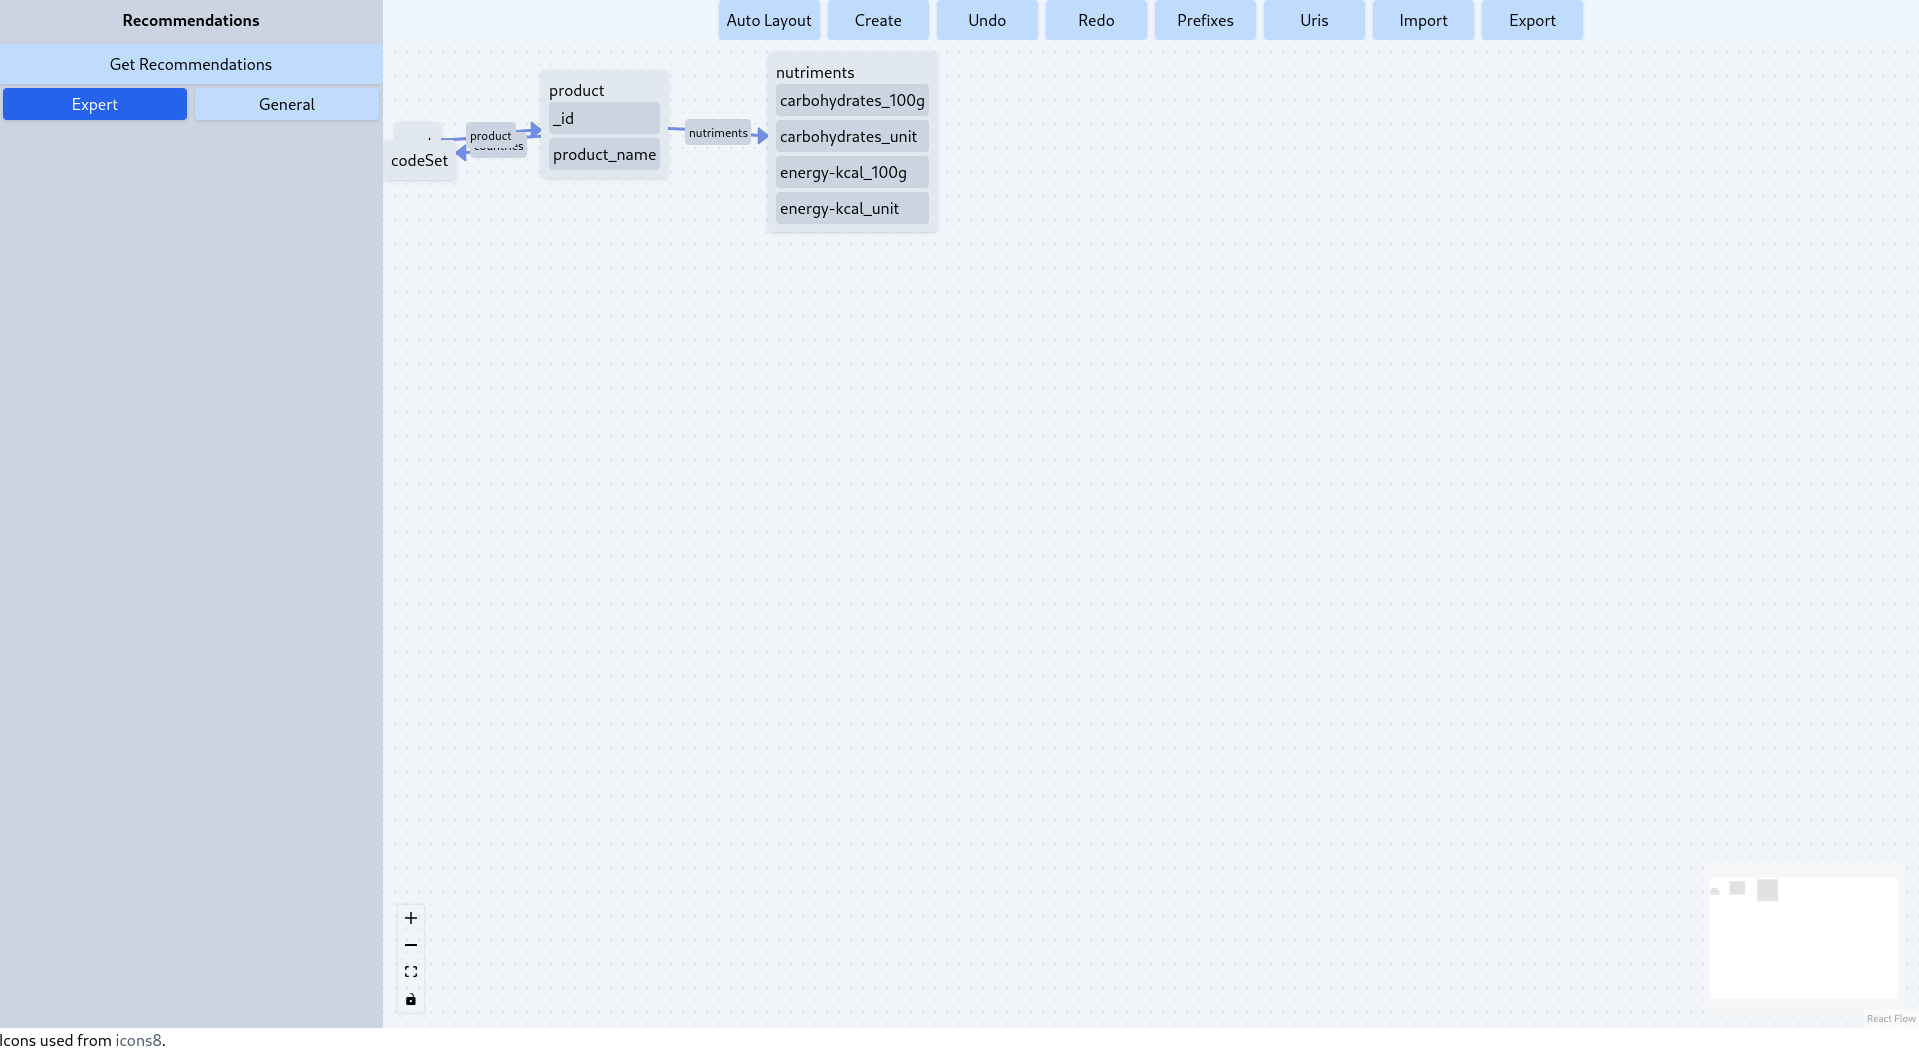 Recommendations
Get Recommendations
Expert
General
Auto Layout
Create
Undo
Redo
Prefixes
Uris
Import
Export
codeSet
product
countries
product
_id
product_name
nutriments
nutriments
carbohydrates_100g
carbohydrates_unit
energy-kcal_100g
energy-kcal_unit
React Flow
Icons used from icons8.